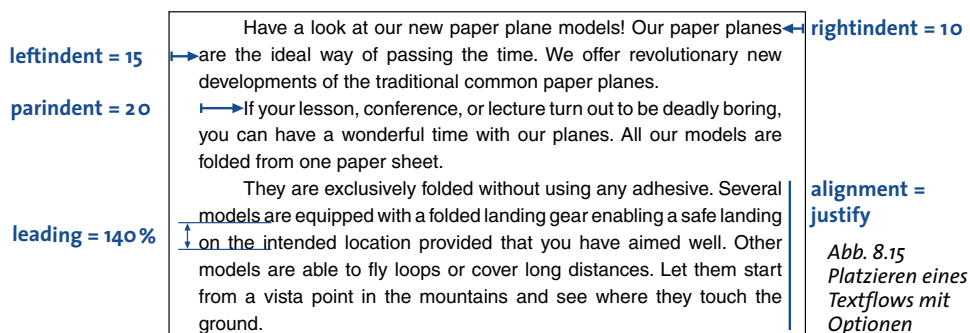 Have a look at our new paper plane models! Our paper planes
rightindent = 10
leftindent = 15
are the ideal way of passing the time. We offer revolutionary new
developments of the traditional common paper planes.
parindent = 20
If your lesson, conference, or lecture turn out to be deadly boring,
you can have a wonderful time with our planes. All our models are
folded from one paper sheet.
They are exclusively folded without using any adhesive. Several
models are equipped with a folded landing gear enabling a safe landing
on the intended location provided that you have aimed well. Other
models are able to fly loops or cover long distances. Let them start
from a vista point in the mountains and see where they touch the
ground.
alignment =
justify
leading = 140%
Abb. 8.15
Platzieren eines
Textflows mit
Optionen